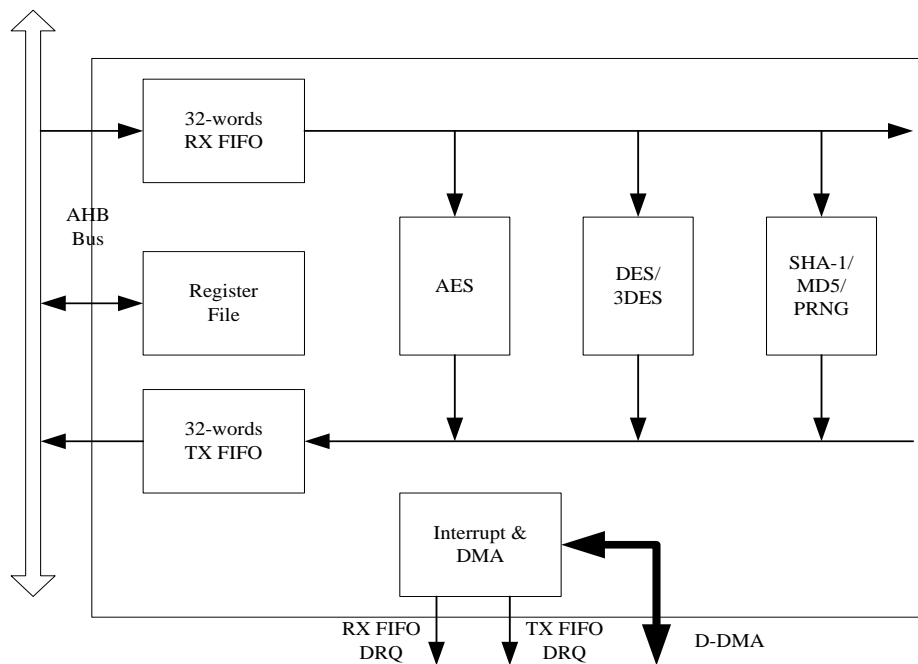 32-words
RX FIFO
AHB
Bus
Register
File
AES
DES/
3DES
SHA-1/
MD5/
PRNG
32-words
TX FIFO
Interrupt &
DMA
RX FIFO
DRQ
TX FIFO
DRQ
D-DMA